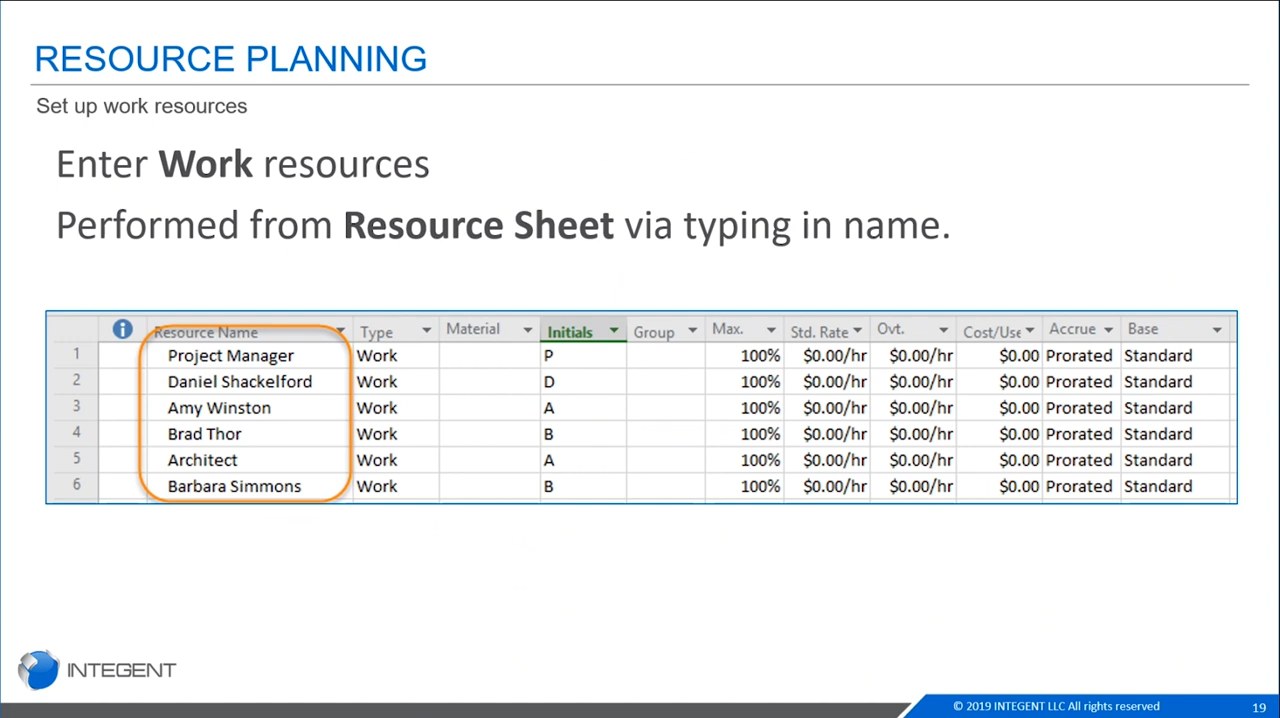 RESOURCE PLANNING
Set up work resources
Enter Work resources
Performed from Resource Sheet via typing in name.
Resource Name Type Material Initials Group Max. Std. Rate Ovt. Cost/Use Accrue Base
1 Project Manager Work P 100% $0.00/hr $0.00/hr $0.00 Prorated Standard
2 Daniel Shackelford Work D 100% $0.00/hr $0.00/hr $0.00 Prorated Standard
3 Amy Winston Work A 100% $0.00/hr $0.00/hr $0.00 Prorated Standard
4 Brad Thor Work B 100% $0.00/hr $0.00/hr $0.00 Prorated Standard
5 Architect Work A 100% $0.00/hr $0.00/hr $0.00 Prorated Standard
6 Barbara Simmons Work B 100% $0.00/hr $0.00/hr $0.00 Prorated Standard
INTEGENT
© 2019 INTEGENT LLC All rights reserved 19